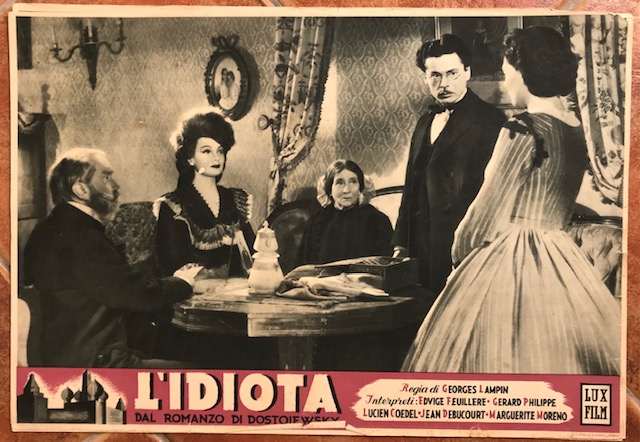 L'IDIOTA
DAL ROMANZO DI DOSTOIEWSKY
Regia di GEORGES LAMPIN
Interpreti: EDVIGE FEUILLERE - GERARD PHILIPPE
LUCIEN COEDEL - JEAN DEBUCOURT - MARGUERITE MORENO
LUX
FILM